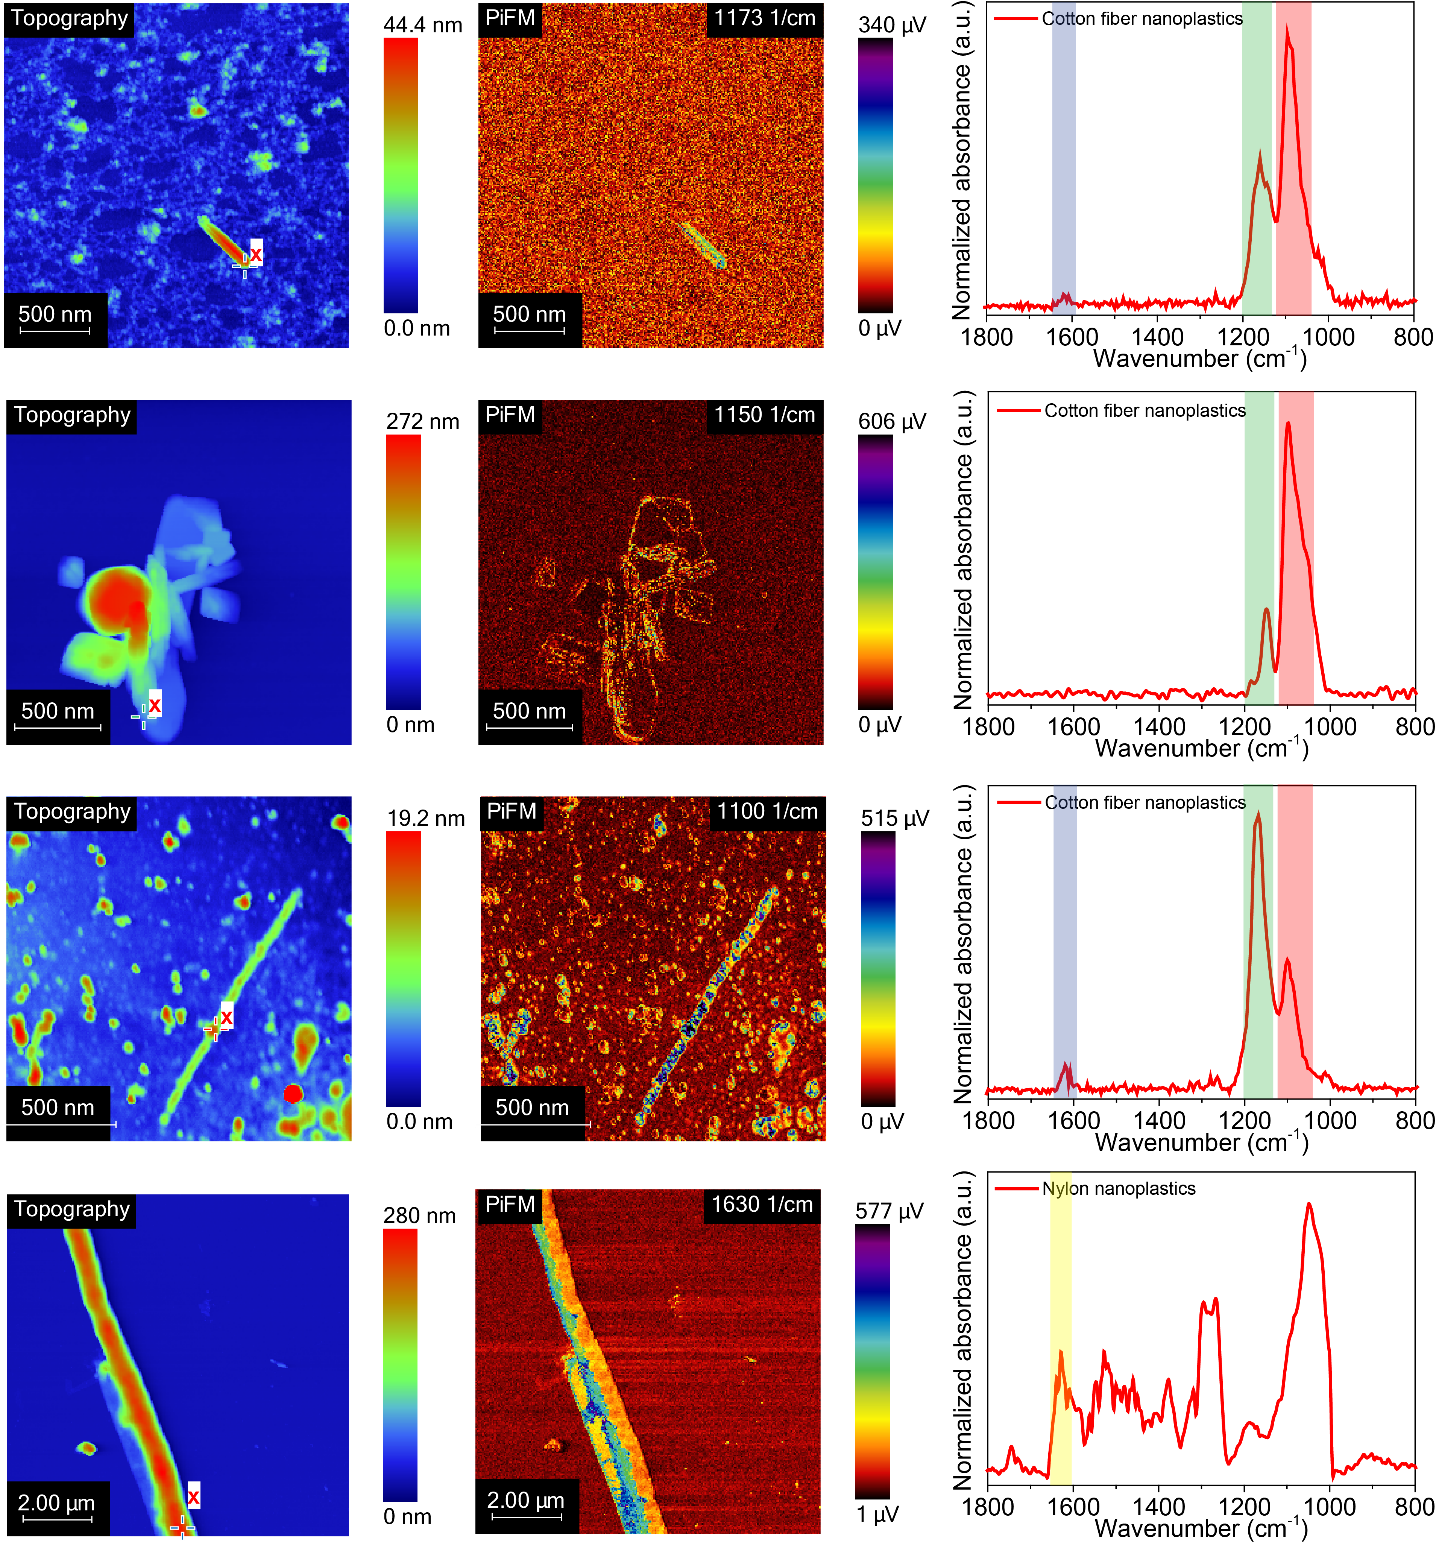 Topography
44.4 nm
0.0 nm
500 nm
X
PiFM
1173 1/cm
340 µV
0 µV
Cotton fiber nanoplastics
Normalized absorbance (a.u.)
1800 1600 1400 1200 1000 800
Wavenumber (cm⁻¹)
Topography
272 nm
0 nm
500 nm
X
PiFM
1150 1/cm
606 µV
0 µV
500 nm
Cotton fiber nanoplastics
Normalized absorbance (a.u.)
1800 1600 1400 1200 1000 800
Wavenumber (cm⁻¹)
Topography
19.2 nm
0.0 nm
500 nm
X
PiFM
1100 1/cm
515 µV
0 µV
500 nm
Cotton fiber nanoplastics
Normalized absorbance (a.u.)
1800 1600 1400 1200 1000 800
Wavenumber (cm⁻¹)
Topography
280 nm
0 nm
2.00 µm
X
PiFM
1630 1/cm
577 µV
1 µV
2.00 µm
Nylon nanoplastics
Normalized absorbance (a.u.)
1800 1600 1400 1200 1000 800
Wavenumber (cm⁻¹)
500 nm